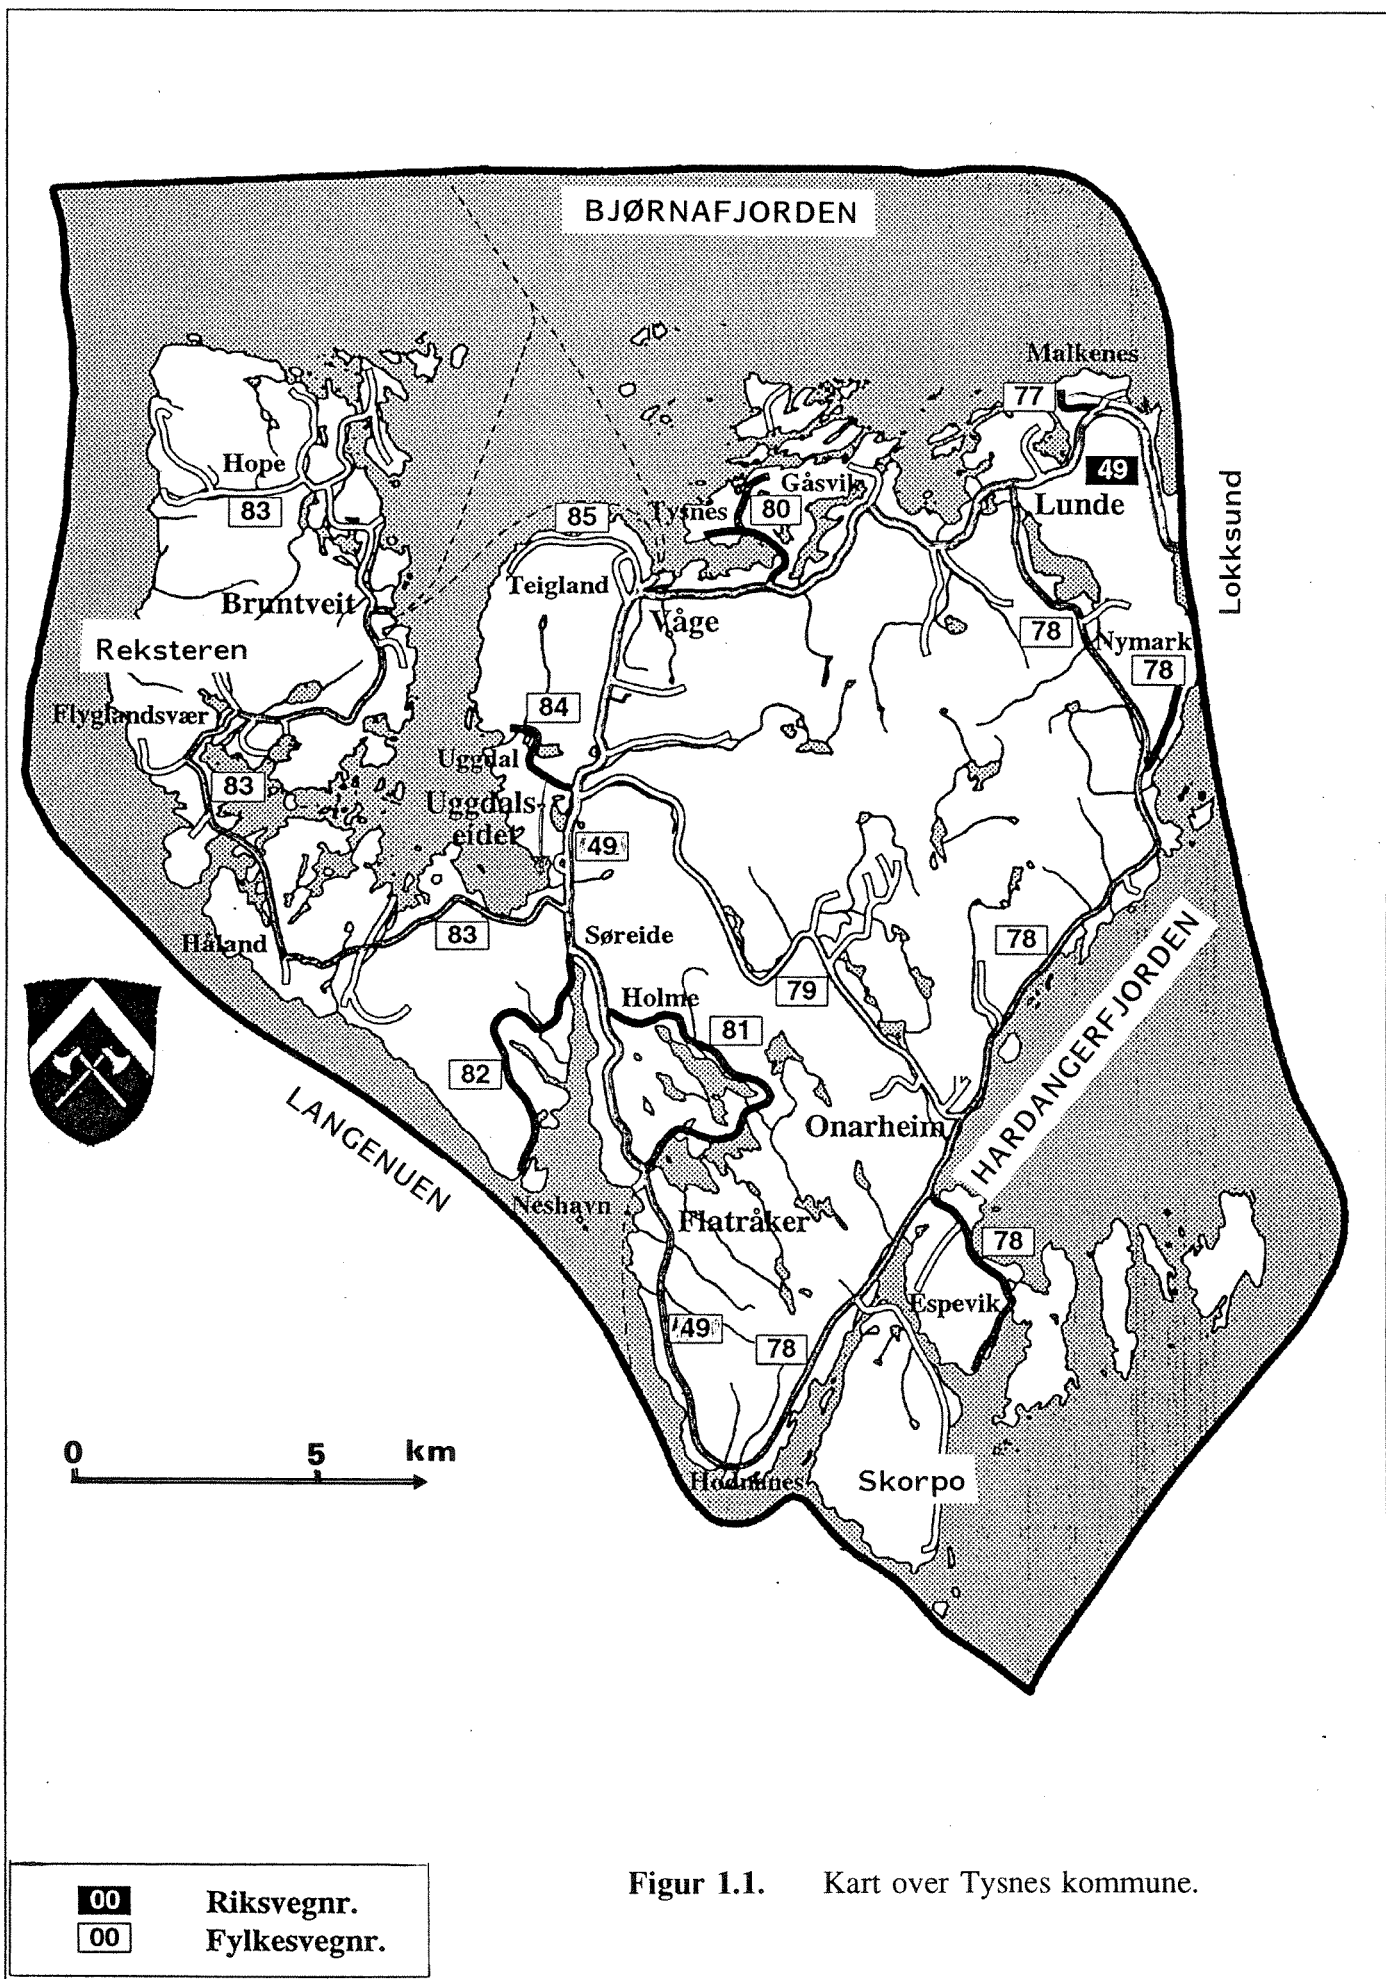 BJØRNAFJORDEN
Malkenes
77
49
Hope
83
Gåsvik
Tysnes
80
85
Lunde
Lokksund
Teigland
Bruntveit
Våge
78
Nymark
78
Reksteren
84
Flyglandsvær
Uggdal
83
Uggdals-
eidet
49
83
Håland
Søreide
78
79
Holme
81
82
HARDANGERFJORDEN
LANGENUEN
Onarheim
Neshavn
Flatråker
78
Espevik
49
78
0 5 km
Hodnanes
Skorpo
Figur 1.1. Kart over Tysnes kommune.
00 Riksvegnr.
00 Fylkesvegnr.